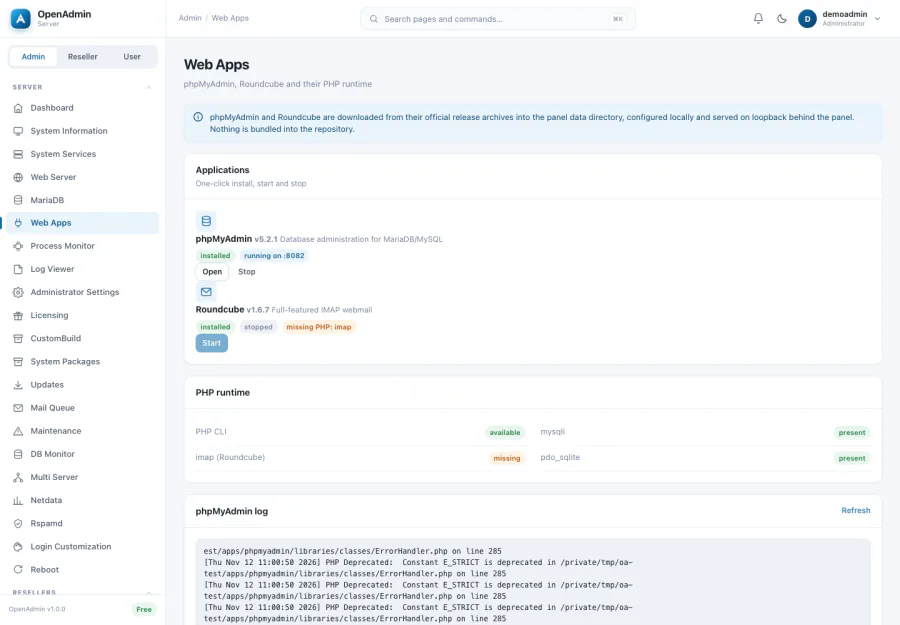 OpenAdmin
Server
Admin / Web Apps
Search pages and commands...
⌘K
D
demoadmin
Administrator
Admin
Reseller
User
SERVER
Dashboard
System Information
System Services
Web Server
MariaDB
Web Apps
Process Monitor
Log Viewer
Administrator Settings
Licensing
CustomBuild
System Packages
Updates
Mail Queue
Maintenance
DB Monitor
Multi Server
Netdata
Rspamd
Login Customization
Reboot
RESELLERS
OpenAdmin v1.0.0
Free
Web Apps
phpMyAdmin, Roundcube and their PHP runtime
phpMyAdmin and Roundcube are downloaded from their official release archives into the panel data directory, configured locally and served on loopback behind the panel.
Nothing is bundled into the repository.
Applications
One-click install, start and stop
phpMyAdmin v5.2.1 Database administration for MariaDB/MySQL
installed running on :8082
Open Stop
Roundcube v1.6.7 Full-featured IMAP webmail
installed stopped missing PHP: imap
Start
PHP runtime
PHP CLI available mysqli present
imap (Roundcube) missing pdo_sqlite present
phpMyAdmin log
Refresh
est/apps/phpmyadmin/libraries/classes/ErrorHandler.php on line 285
[Thu Nov 12 11:00:50 2026] PHP Deprecated:  Constant E_STRICT is deprecated in /private/tmp/oa-
test/apps/phpmyadmin/libraries/classes/ErrorHandler.php on line 285
[Thu Nov 12 11:00:50 2026] PHP Deprecated:  Constant E_STRICT is deprecated in /private/tmp/oa-
test/apps/phpmyadmin/libraries/classes/ErrorHandler.php on line 285
[Thu Nov 12 11:00:50 2026] PHP Deprecated:  Constant E_STRICT is deprecated in /private/tmp/oa-
test/apps/phpmyadmin/libraries/classes/ErrorHandler.php on line 285